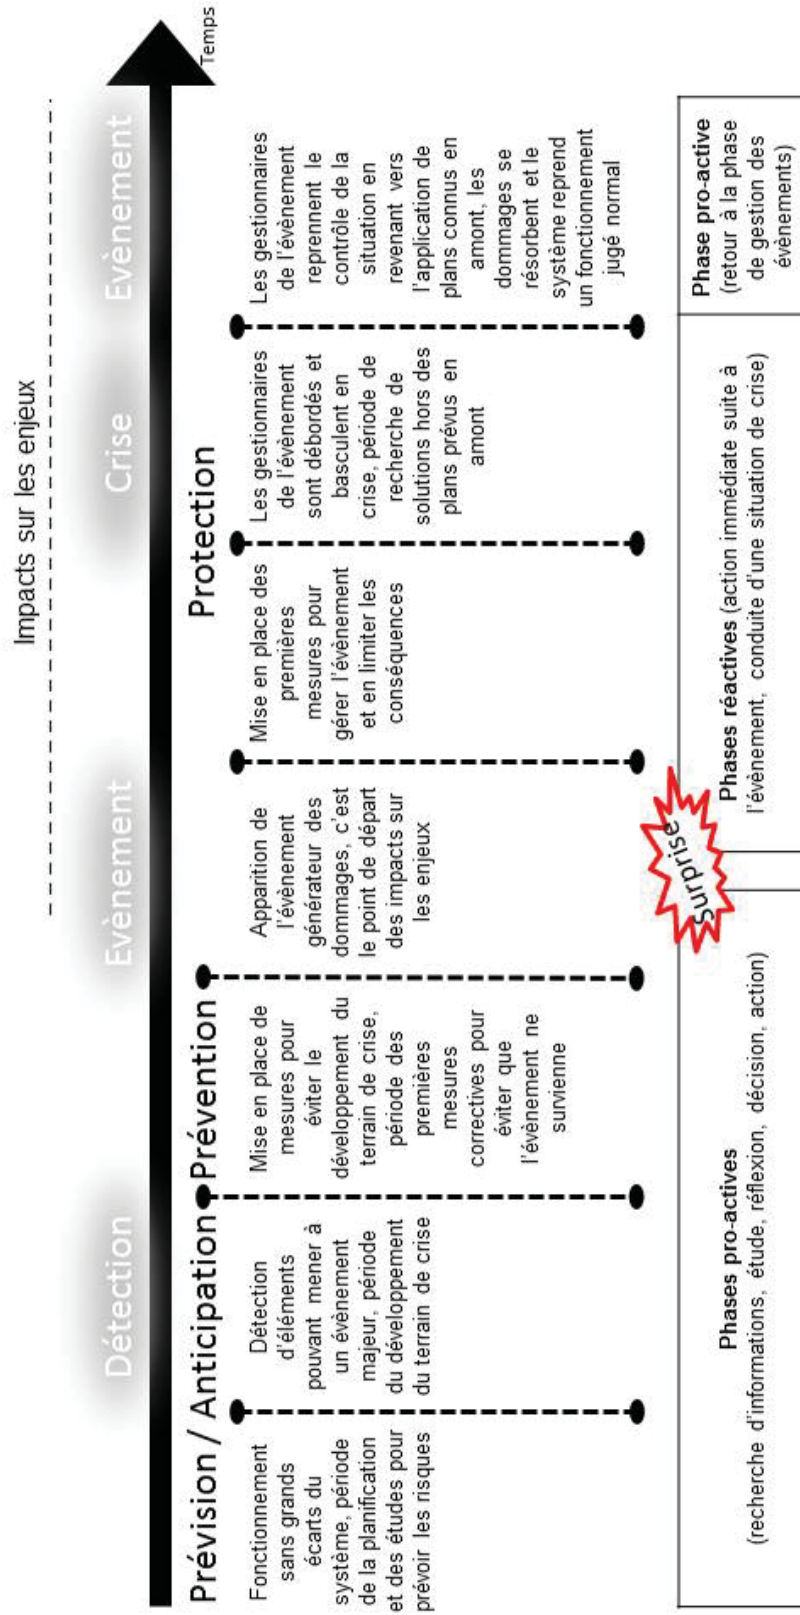 Impacts sur les enjeux
Détection
Evènement
Crise
Evènement
Temps
Prévision / Anticipation
Prévention
Protection
Fonctionnement
sans grands
écarts du
système, période
de la planification
et des études pour
prévoir les risques
Détection
d'éléments
pouvant mener à
un évènement
majeur, période
du développement
du terrain de crise
Mise en place de
mesures pour
éviter le
développement du
terrain de crise,
période des
premières
mesures
correctives pour
éviter que
l'évènement ne
survienne
Apparition de
l'évènement
générateur des
dommages, c'est
le point de départ
des impacts sur
les enjeux
Mise en place des
premières
mesures pour
gérer l'évènement
et en limiter les
conséquences
Les gestionnaires
de l'évènement
sont débordés et
basculent en
crise, période de
recherche de
solutions hors des
plans prévus en
amont
Les gestionnaires
de l'évènement
reprennent le
contrôle de la
situation en
revenant vers
l'application de
plans connus en
amont, les
dommages se
résorbent et le
système reprend
un fonctionnement
jugé normal
Phases pro-actives
(recherche d'informations, étude, réflexion, décision, action)
Surprise
Phases réactives (action immédiate suite à
l'évènement, conduite d'une situation de crise)
Phase pro-active
(retour à la phase
de gestion des
évènements)